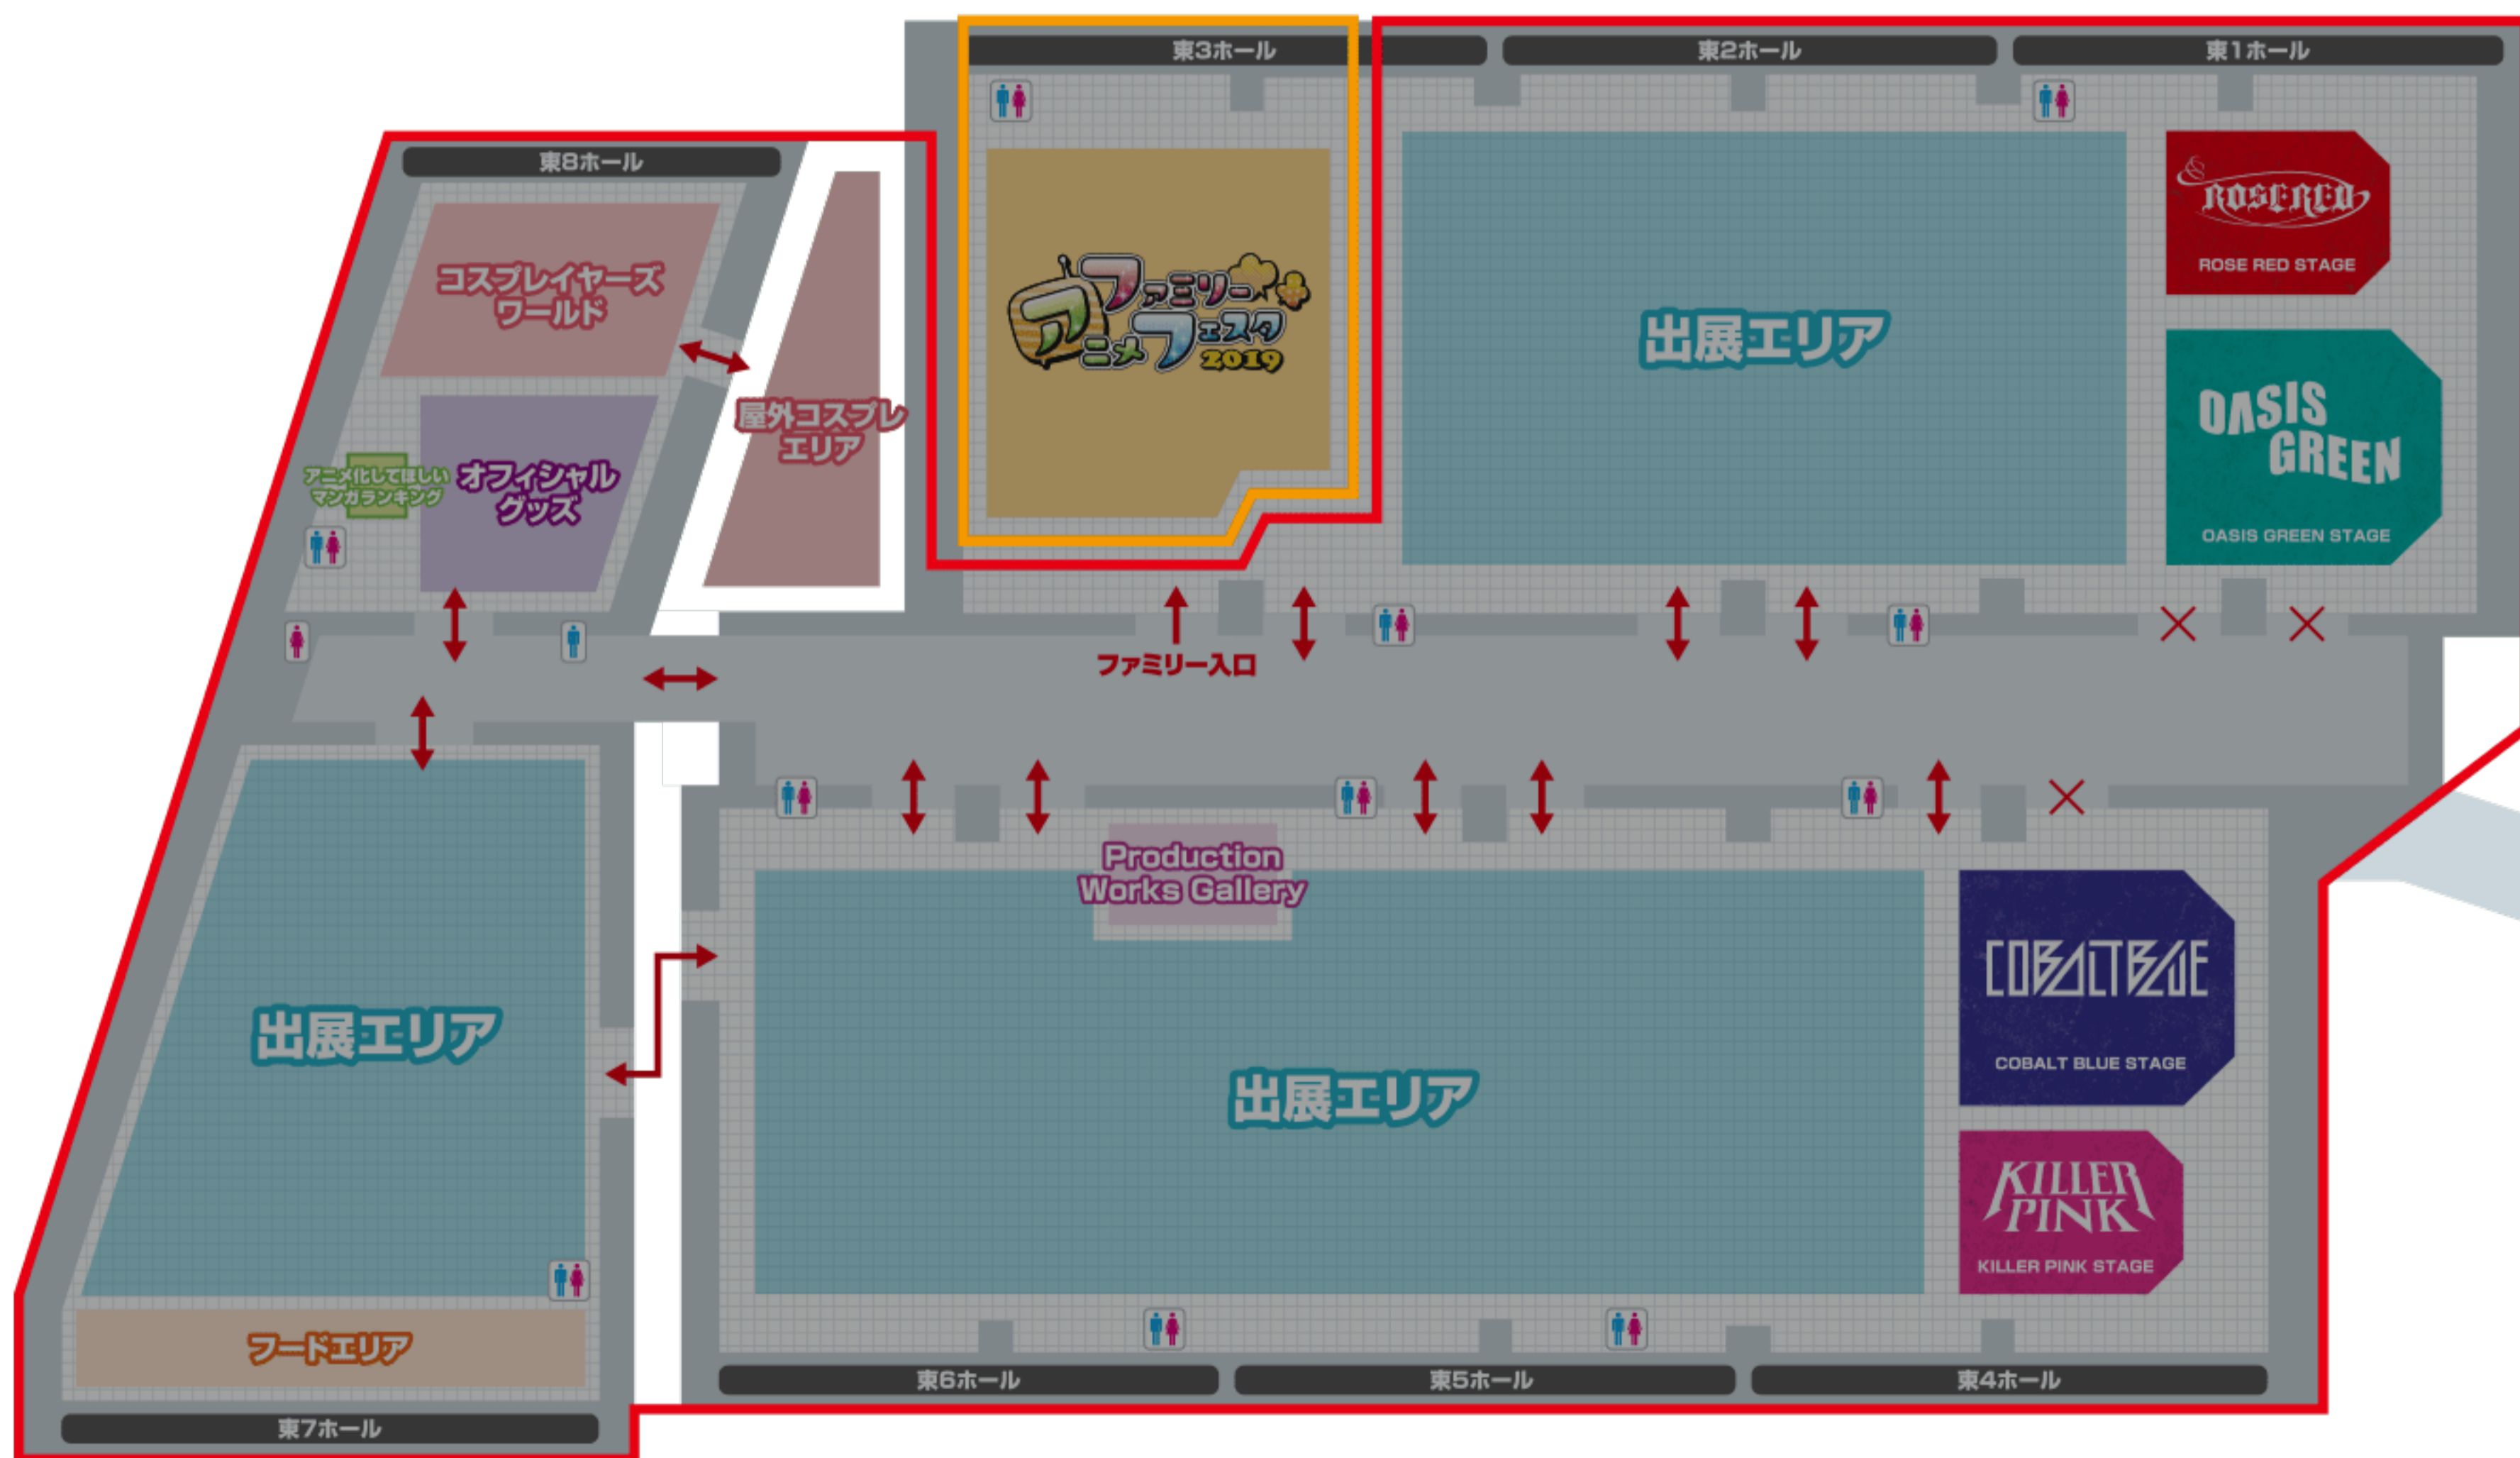 東3ホール
東2ホール
東1ホール
東8ホール
コスプレイヤーズ
ワールド
屋外コスプレ
エリア
アニメ化してほしい
マンガランキング
オフィシャル
グッズ
ファミリー
アニメフェスタ
2019
出展エリア
ROSERED
ROSE RED STAGE
OASIS
GREEN
OASIS GREEN STAGE
ファミリー入口
Production
Works Gallery
出展エリア
出展エリア
COBALTBLUE
COBALT BLUE STAGE
KILLER
PINK
KILLER PINK STAGE
フードエリア
東6ホール
東5ホール
東4ホール
東7ホール